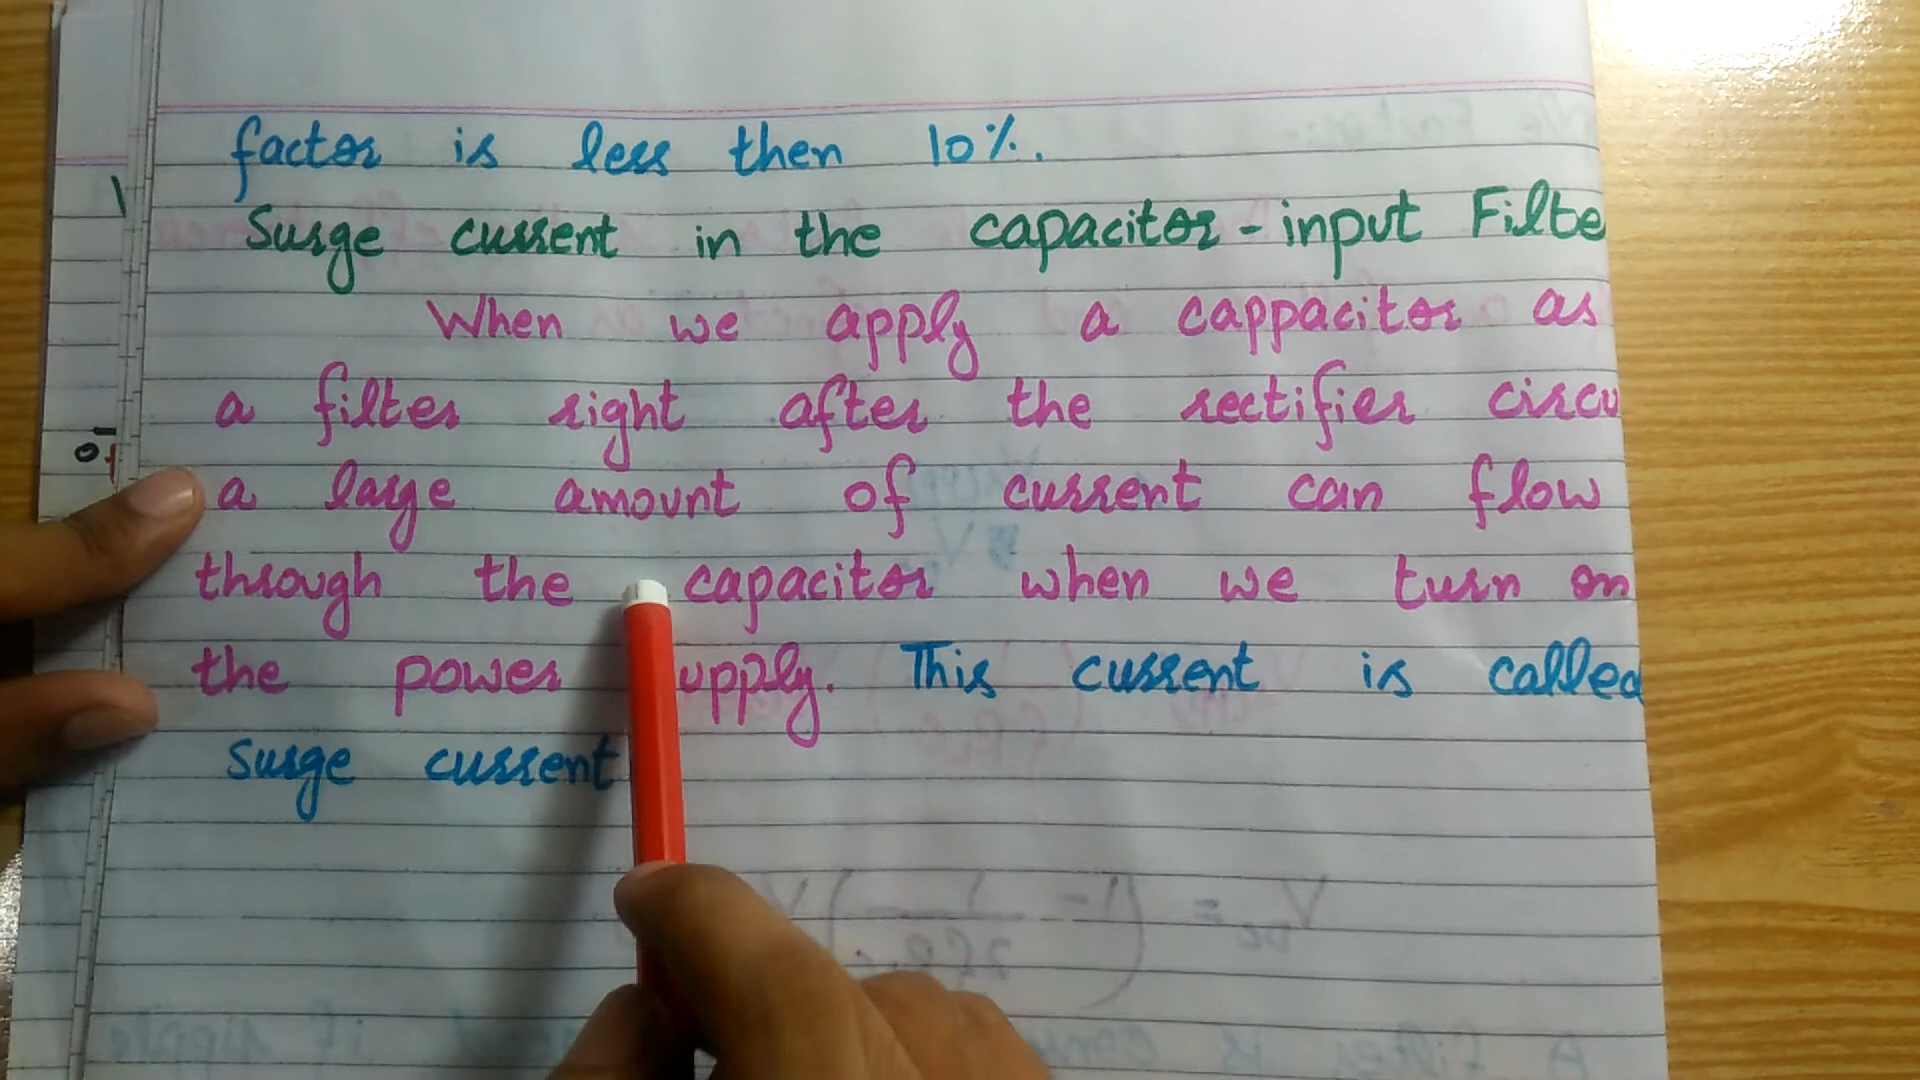 factor is less then 10%.
Surge current in the capacitor-input Filte
When we apply a cappacitor as
a filter right after the rectifier circu
a large amount of current can flow
through the capacitor when we turn on
the power upply. This current is called
surge current